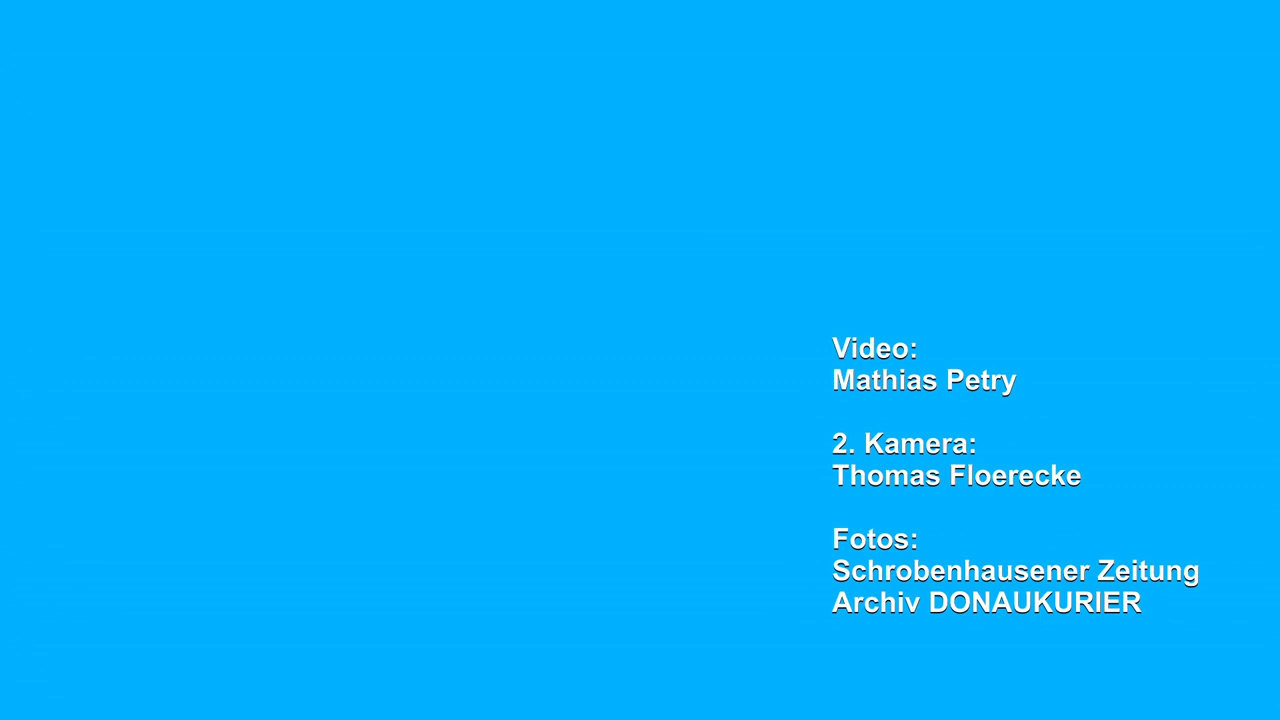 Video:
Mathias Petry
2. Kamera:
Thomas Floerecke
Fotos:
Schrobenhausener Zeitung
Archiv DONAUKURIER